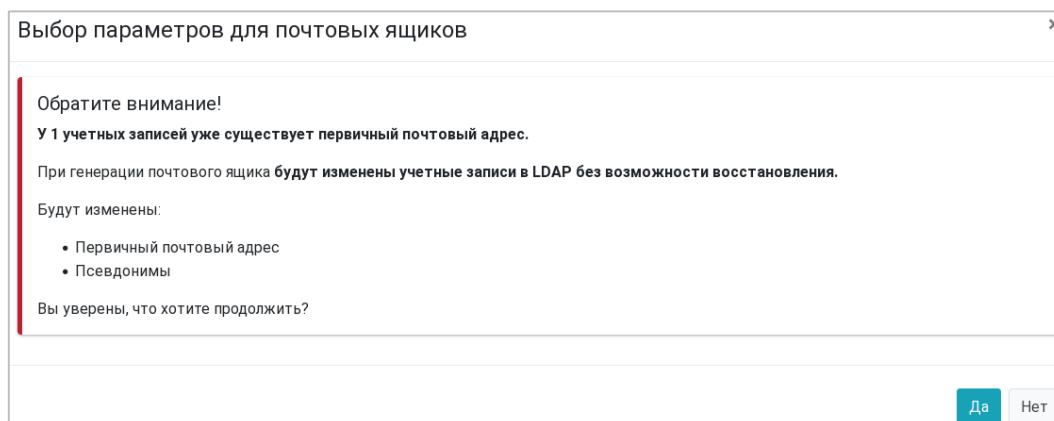 Выбор параметров для почтовых ящиков
Обратите внимание!
У 1 учетных записей уже существует первичный почтовый адрес.
При генерации почтового ящика будут изменены учетные записи в LDAP без возможности восстановления.
Будут изменены:
• Первичный почтовый адрес
• Псевдонимы
Вы уверены, что хотите продолжить?
Да Нет